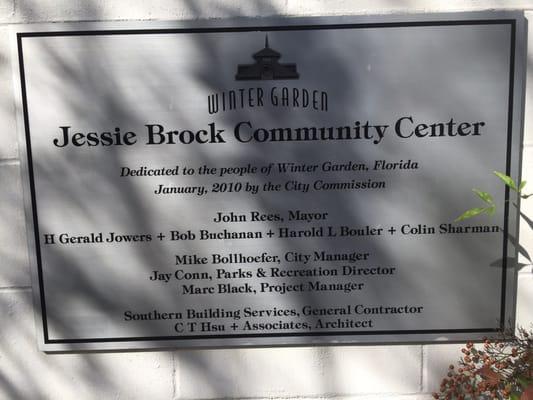 WINTER GARDEN
Jessie Brock Community Center
Dedicated to the people of Winter Garden, Florida
January, 2010 by the City Commission
John Rees, Mayor
H Gerald Jowers + Bob Buchanan + Harold L Bouler + Colin Sharman
Mike Bollhoefer, City Manager
Jay Conn, Parks & Recreation Director
Marc Black, Project Manager
Southern Building Services, General Contractor
C T Hsu + Associates, Architect